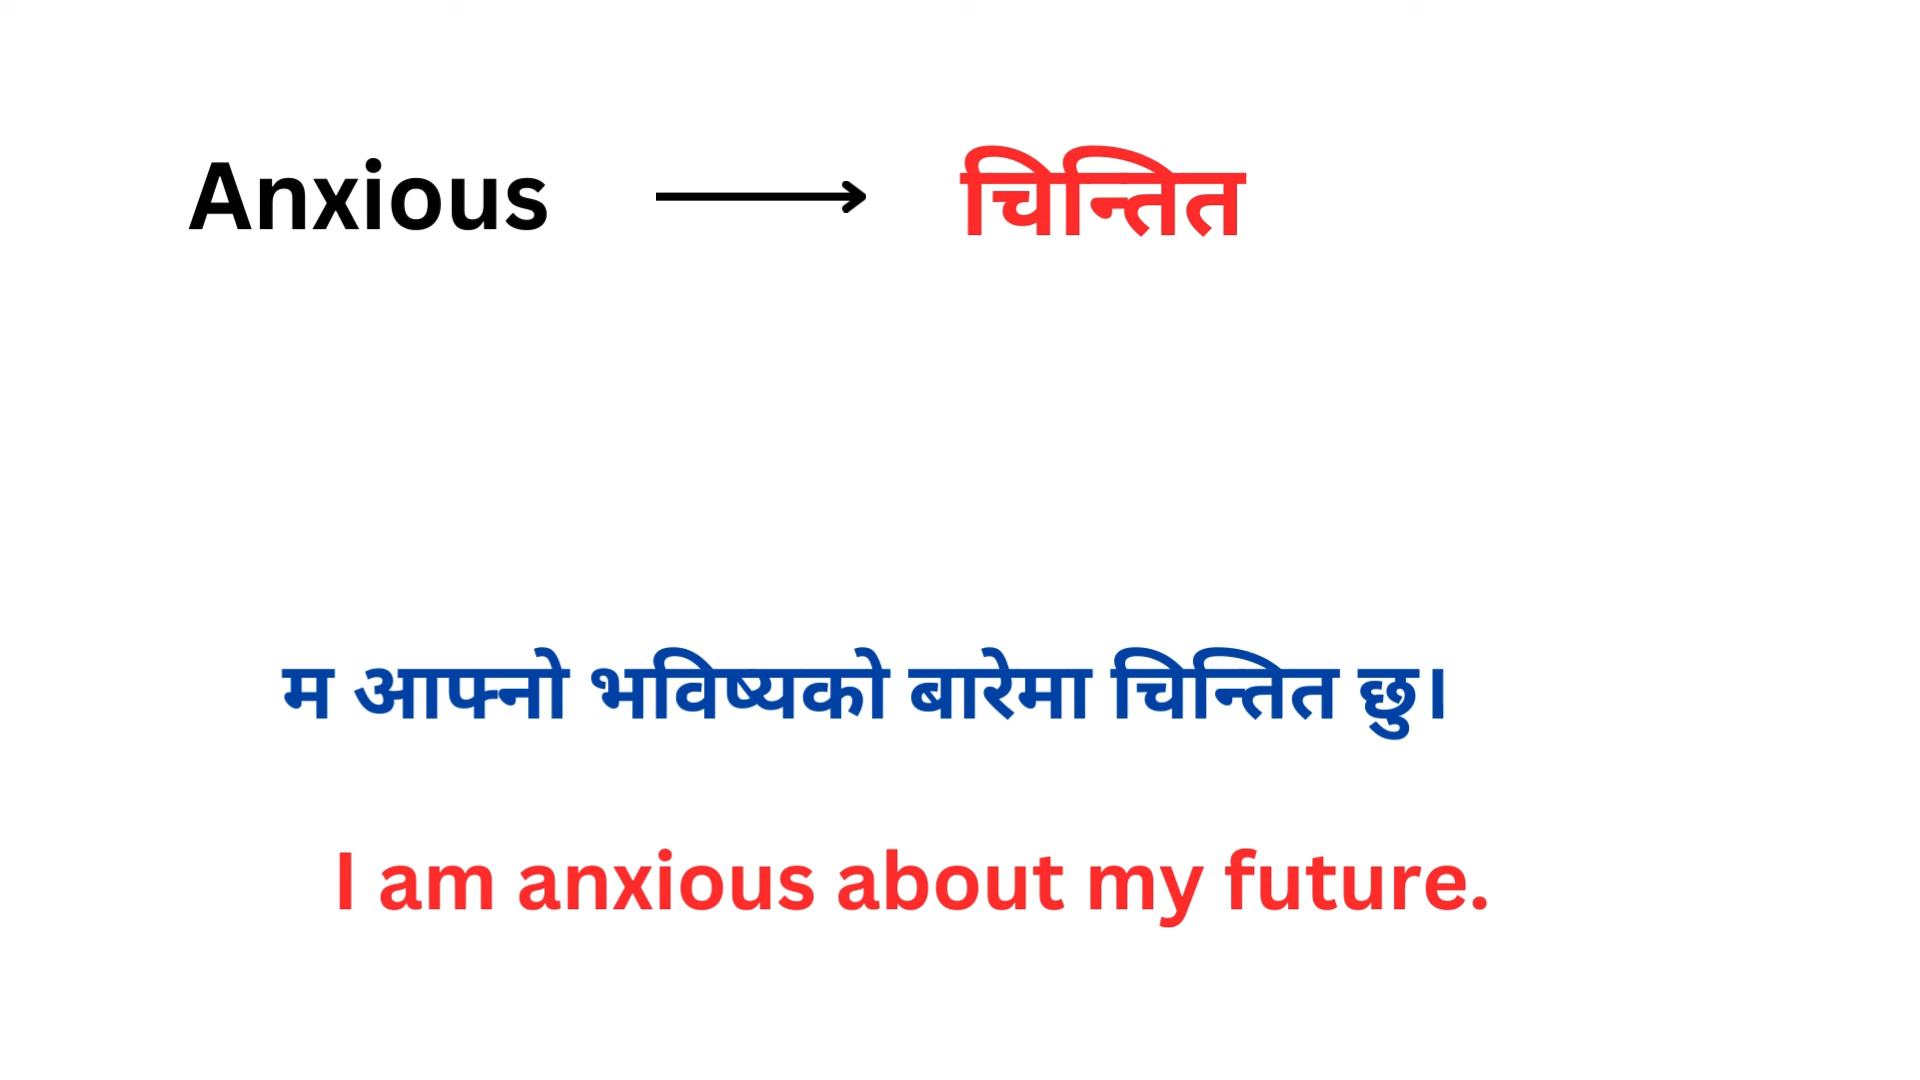 Anxious → चिन्तित
म आफ्नो भविष्यको बारेमा चिन्तित छु।
I am anxious about my future.